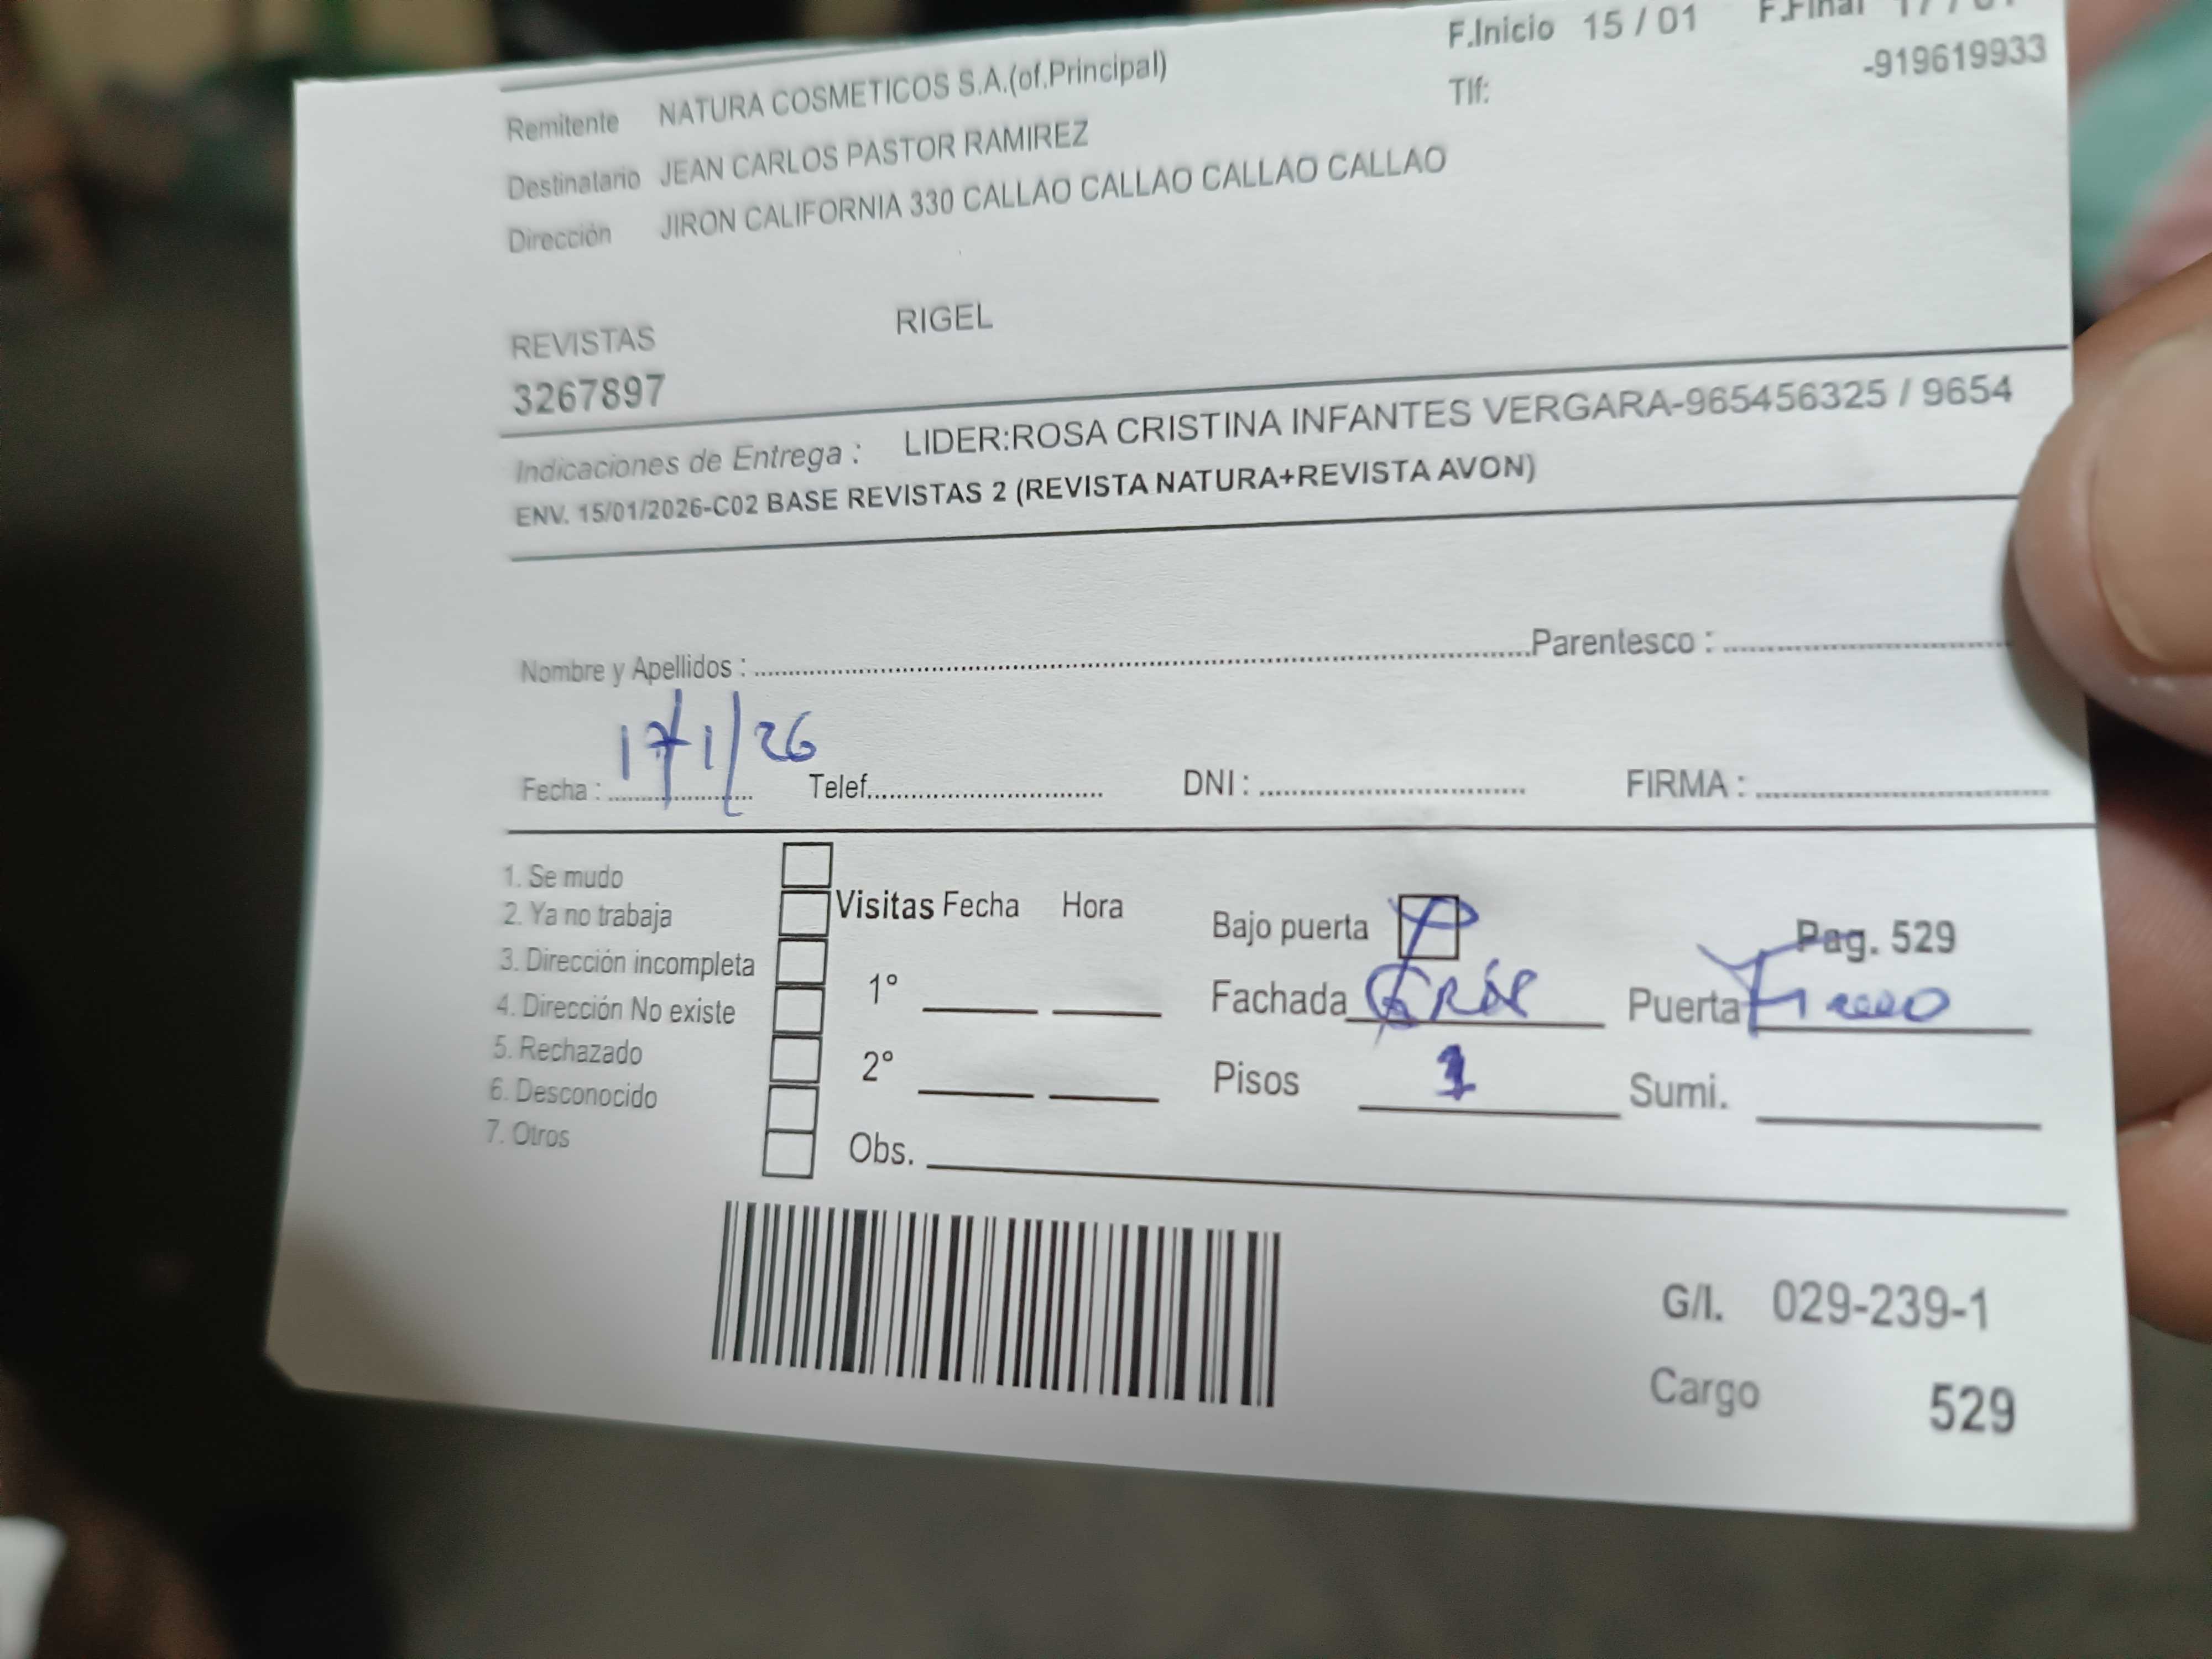 F.Inicio 15 / 01 F.Final 17 / 01
Remitente NATURA COSMETICOS S.A.(of.Principal) Tlf: -919619933
Destinatario JEAN CARLOS PASTOR RAMIREZ
Dirección JIRON CALIFORNIA 330 CALLAO CALLAO CALLAO CALLAO
REVISTAS RIGEL
3267897
Indicaciones de Entrega : LIDER:ROSA CRISTINA INFANTES VERGARA-965456325 / 9654
ENV. 15/01/2026-C02 BASE REVISTAS 2 (REVISTA NATURA+REVISTA AVON)
Nombre y Apellidos : Parentesco :
Fecha : 17/1/26 Telef. DNI : FIRMA :
1. Se mudo
2. Ya no trabaja
3. Dirección incompleta
4. Dirección No existe
5. Rechazado
6. Desconocido
7. Otros
Visitas Fecha Hora
1°
2°
Obs.
Bajo puerta Pag. 529
Fachada Puerta
Pisos 1 Sumi.
G/I. 029-239-1
Cargo 529